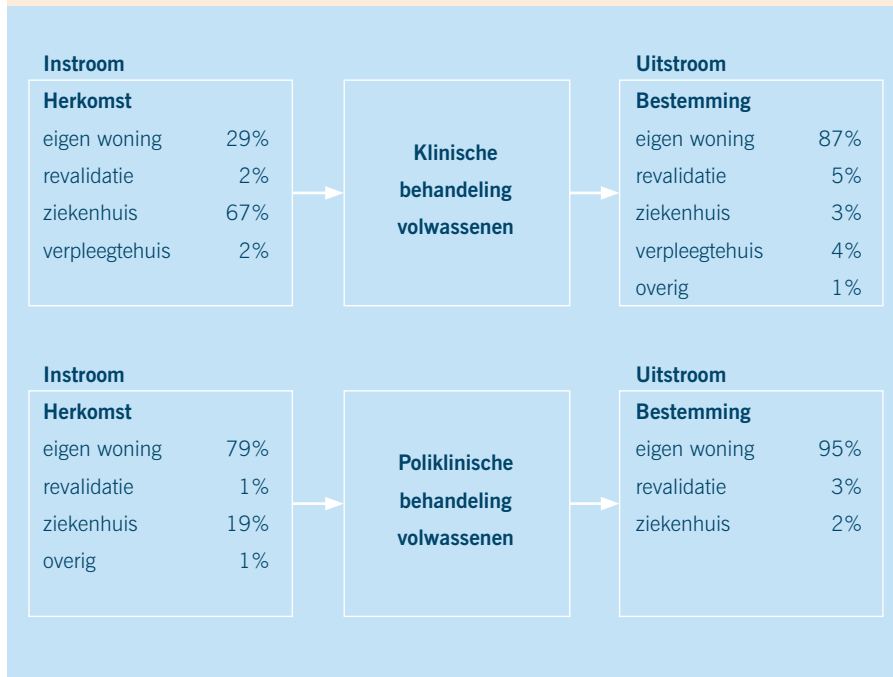 Instroom
Herkomst
eigen woning 29%
revalidatie 2%
ziekenhuis 67%
verpleegtehuis 2%
Klinische
behandeling
volwassenen
Uitstroom
Bestemming
eigen woning 87%
revalidatie 5%
ziekenhuis 3%
verpleegtehuis 4%
overig 1%
Instroom
Herkomst
eigen woning 79%
revalidatie 1%
ziekenhuis 19%
overig 1%
Poliklinische
behandeling
volwassenen
Uitstroom
Bestemming
eigen woning 95%
revalidatie 3%
ziekenhuis 2%